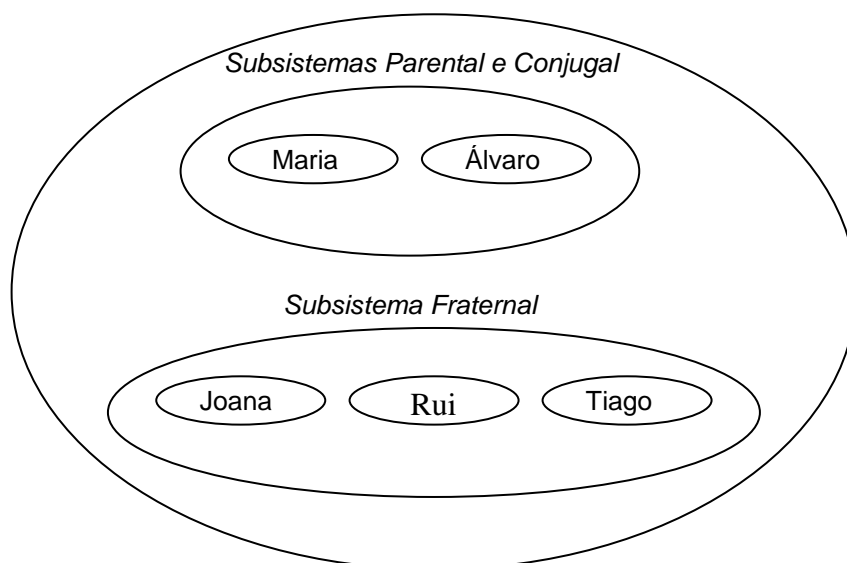 Subsistemas Parental e Conjugal
Maria Álvaro
Subsistema Fraternal
Joana Rui Tiago